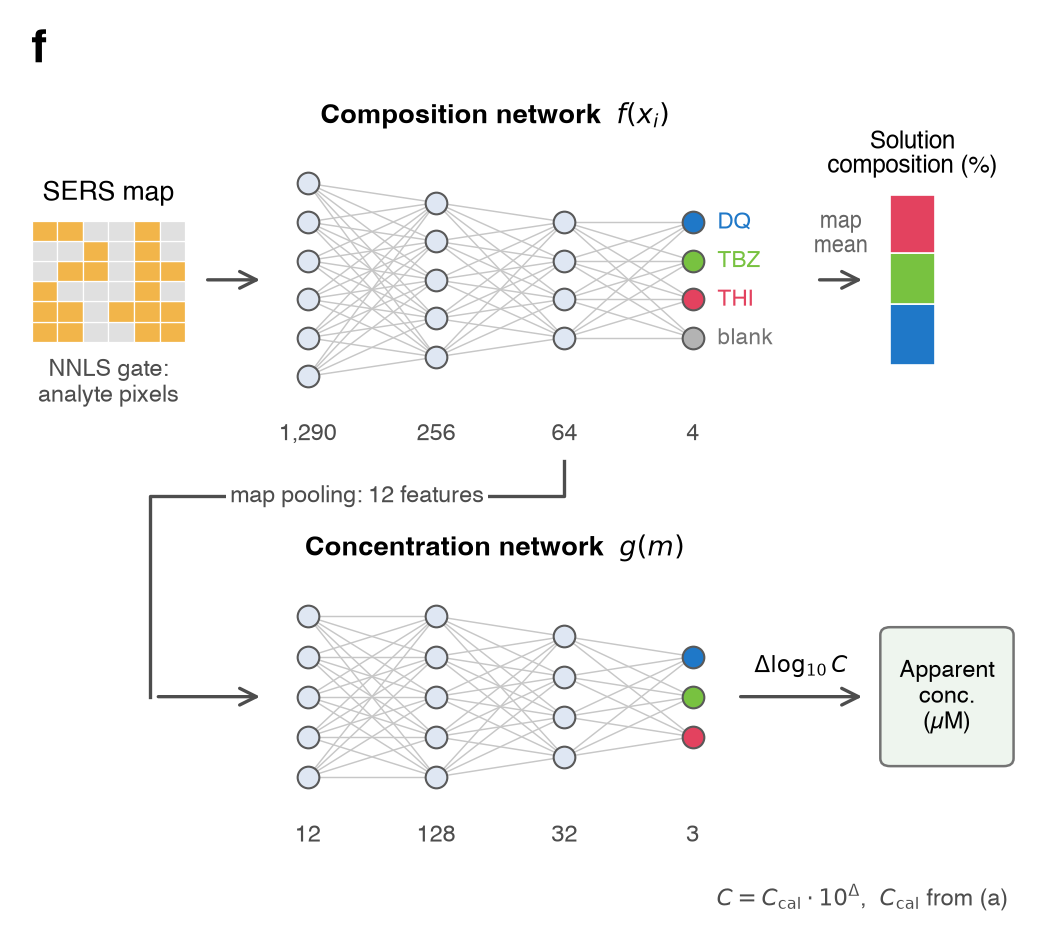 f
Composition network f(xᵢ)
SERS map
NNLS gate:
analyte pixels
DQ
TBZ
THI
blank
map
mean
Solution
composition (%)
1,290 256 64 4
map pooling: 12 features
Concentration network g(m)
Δlog₁₀ C
Apparent
conc.
(μM)
12 128 32 3
C = C_cal · 10^Δ, C_cal from (a)